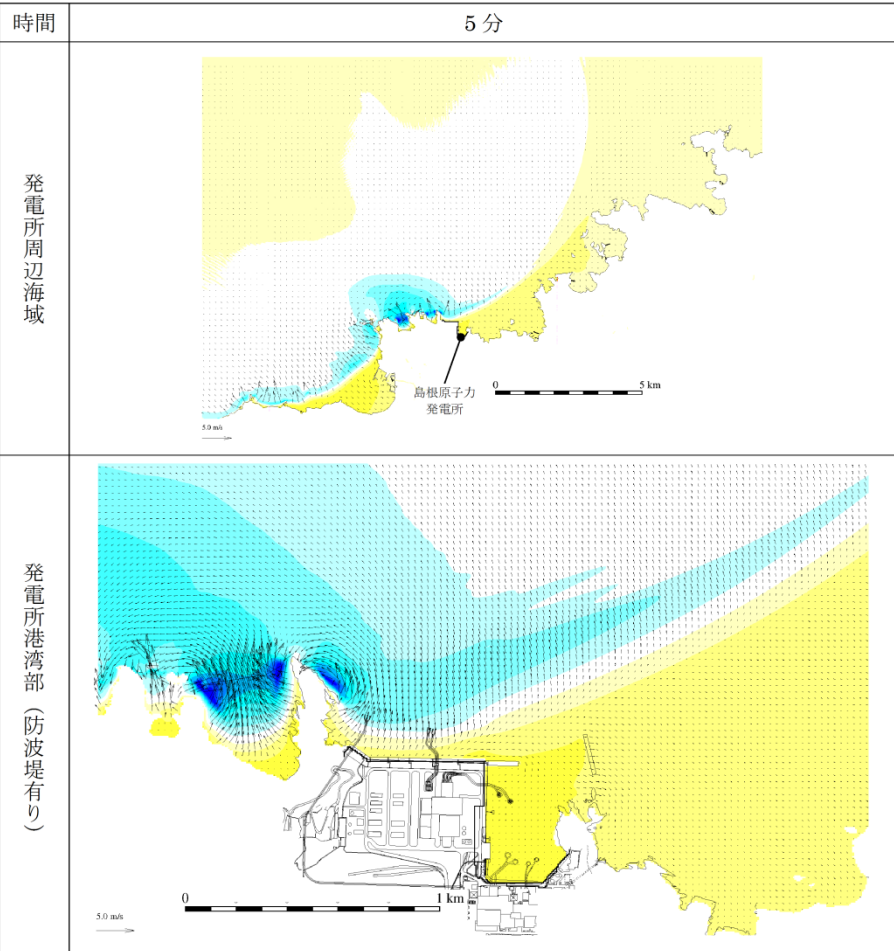 時間
5分
発電所周辺海域
島根原子力
発電所
0 5 km
5.0 m/s
発電所港湾部（防波堤有り）
0 1 km
5.0 m/s